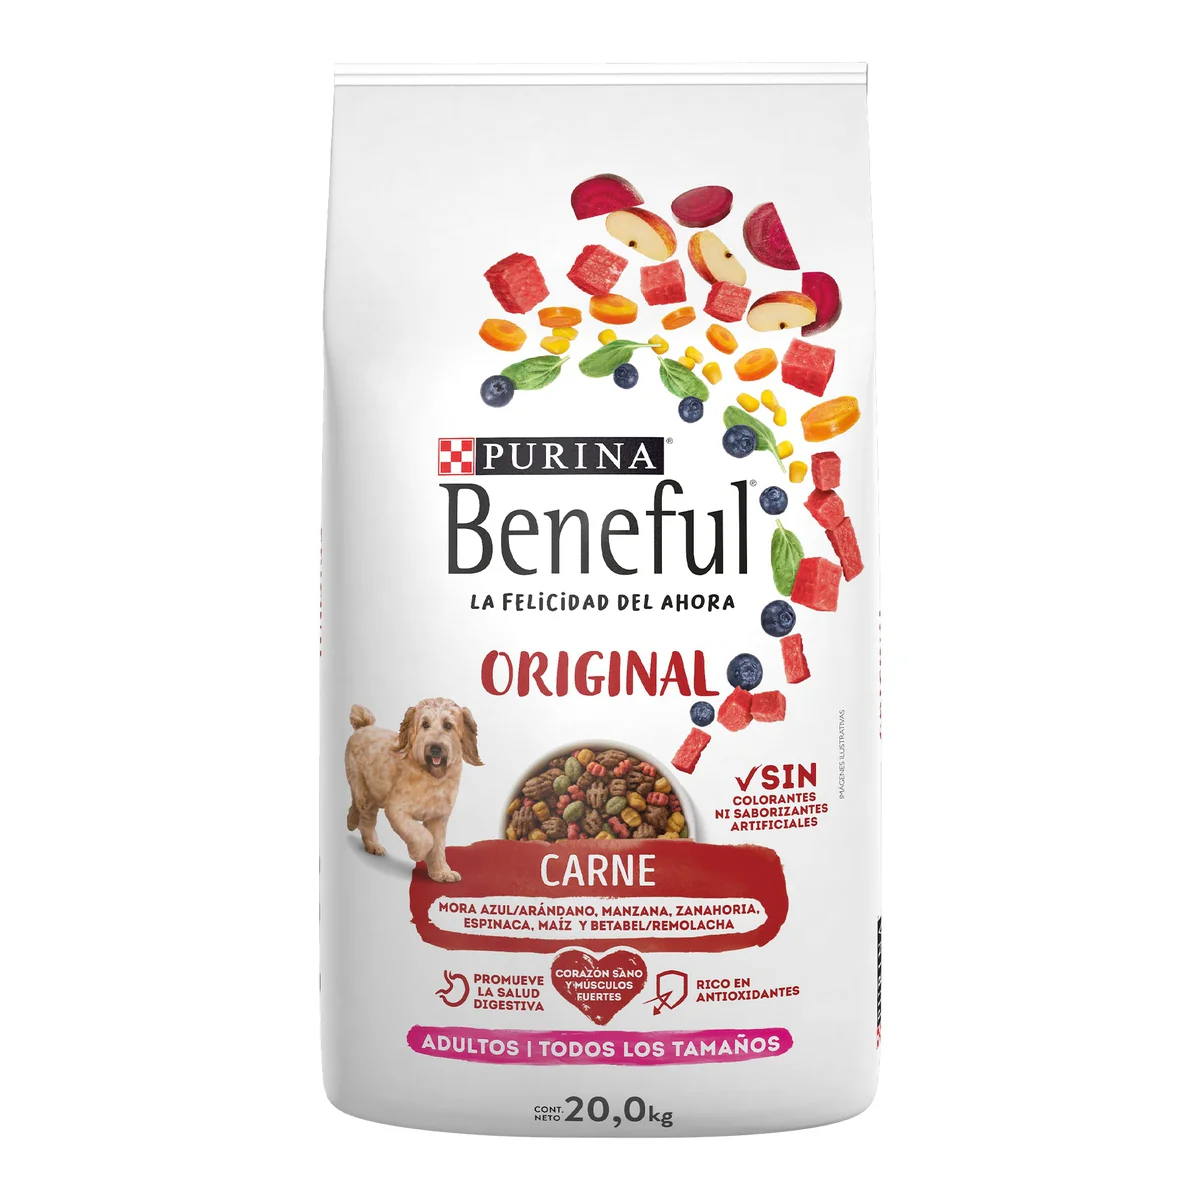 PURINA®
Beneful®
LA FELICIDAD DEL AHORA
ORIGINAL
SIN
COLORANTES
NI SABORIZANTES
ARTIFICIALES
IMÁGENES ILUSTRATIVAS
CARNE
MORA AZUL/ARÁNDANO, MANZANA, ZANAHORIA,
ESPINACA, MAÍZ Y BETABEL/REMOLACHA
PROMUEVE
LA SALUD
DIGESTIVA
CORAZÓN SANO
Y MÚSCULOS
FUERTES
RICO EN
ANTIOXIDANTES
ADULTOS | TODOS LOS TAMAÑOS
CONT.
NETO 20,0kg